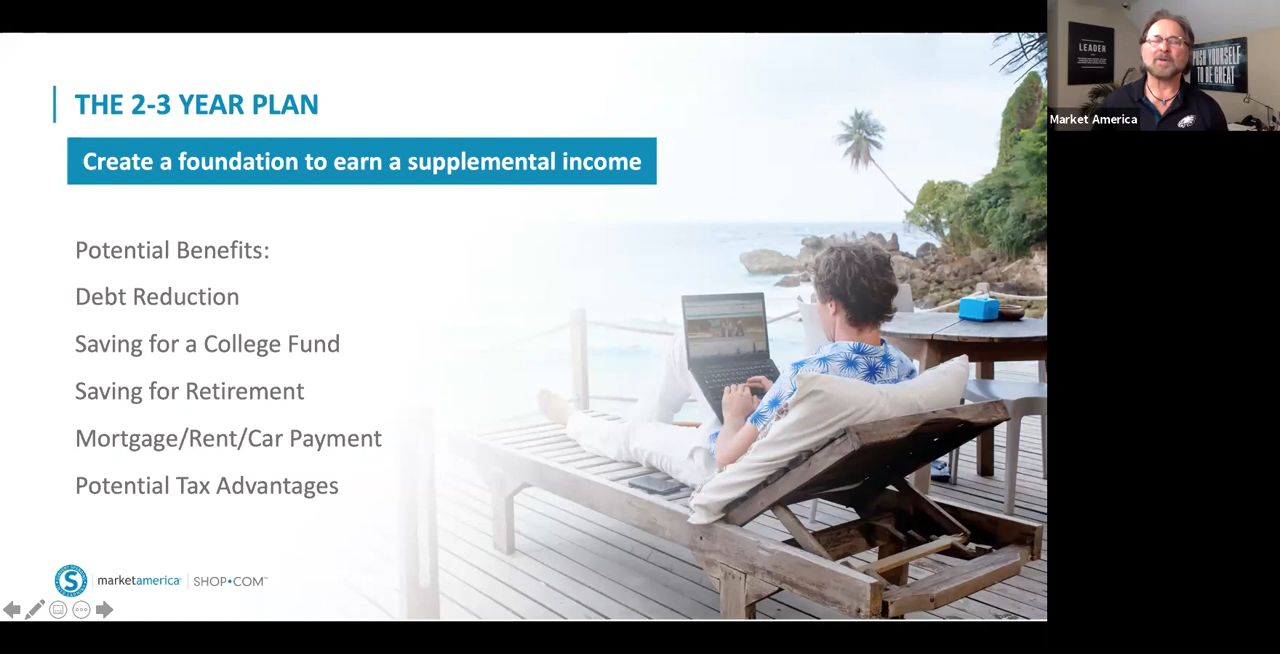 THE 2-3 YEAR PLAN
Create a foundation to earn a supplemental income
Potential Benefits:
Debt Reduction
Saving for a College Fund
Saving for Retirement
Mortgage/Rent/Car Payment
Potential Tax Advantages
S
marketamerica | SHOP•COM
LEADER
PUSH YOURSELF
TO BE GREAT
Market America